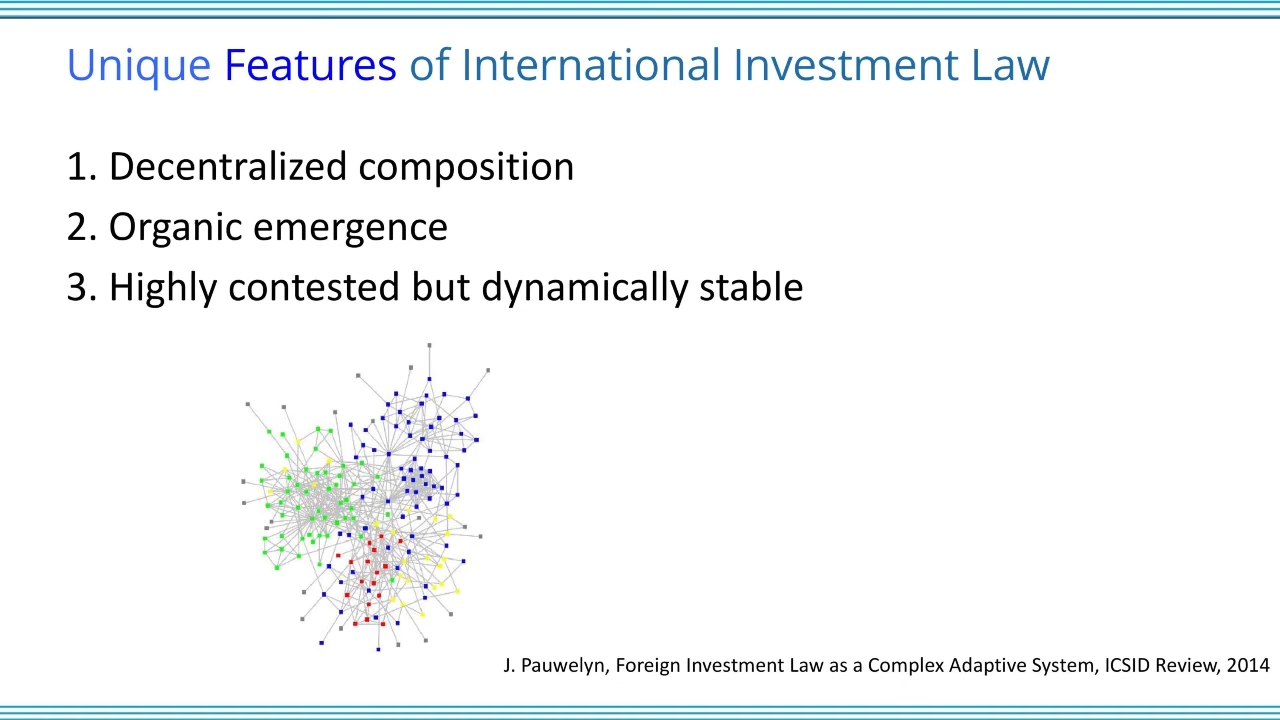 Unique Features of International Investment Law
1. Decentralized composition
2. Organic emergence
3. Highly contested but dynamically stable
J. Pauwelyn, Foreign Investment Law as a Complex Adaptive System, ICSID Review, 2014